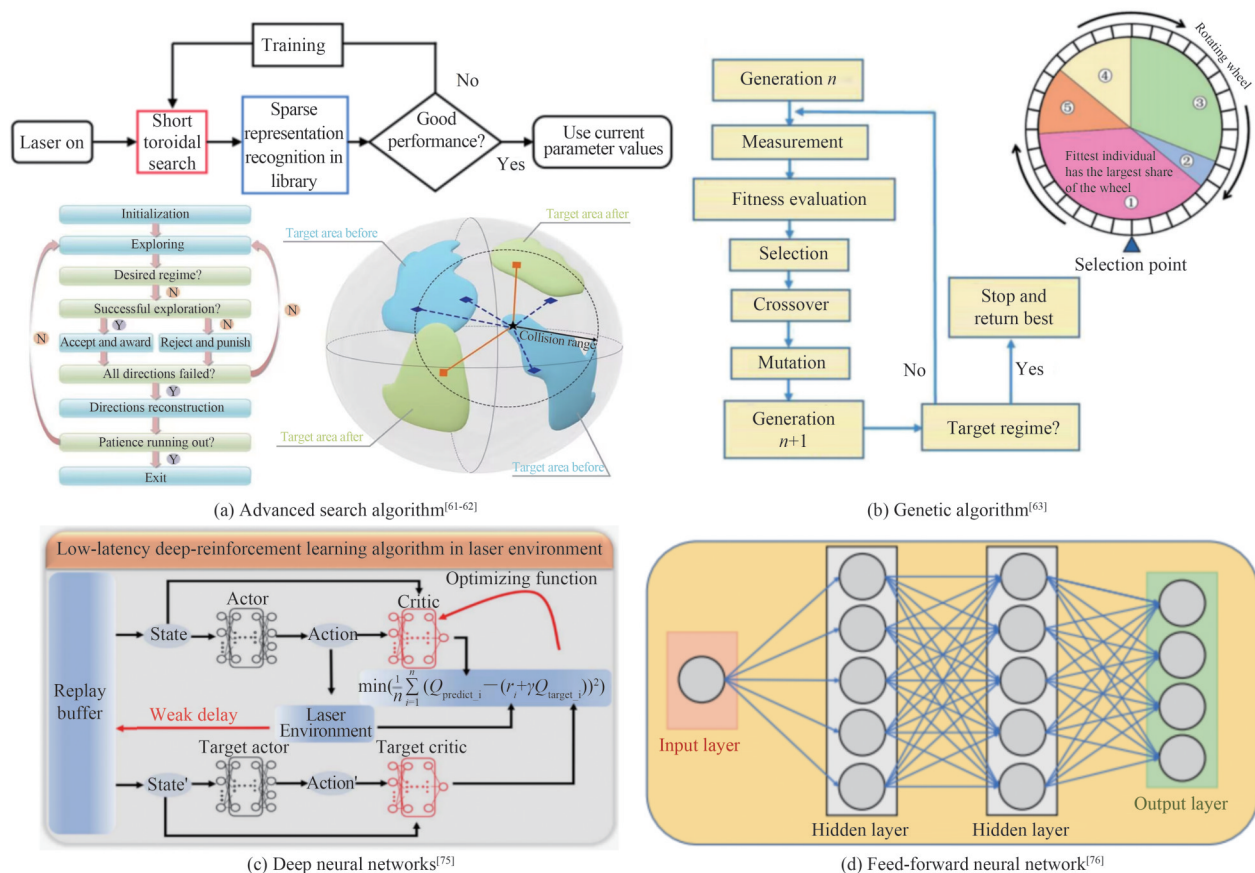 Training
No
Laser on
Short
toroidal
search
Sparse
representation
recognition in
library
Good
performance?
Yes
Use current
parameter values
Initialization
Exploring
Desired regime?
N
Successful exploration?
Y
N
N
N
Accept and award
Reject and punish
All directions failed?
Y
Directions reconstruction
Patience running out?
Y
Exit
Target area before
Target area after
Collision range
Target area after
Target area before
(a) Advanced search algorithm[61-62]
Generation n
Measurement
Fitness evaluation
Selection
Crossover
Mutation
Generation
n+1
No
Target regime?
Yes
Stop and
return best
Rotating wheel
④
③
⑤
②
Fittest individual
has the largest share
of the wheel
①
Selection point
(b) Genetic algorithm[63]
Low-latency deep-reinforcement learning algorithm in laser environment
Optimizing function
Replay
buffer
State
Actor
Action
Critic
min(1/n ∑ᵢ₌₁ⁿ (Qpredict_i−(rᵢ+γQtarget_i))²)
Weak delay
Laser
Environment
State'
Target actor
Action'
Target critic
(c) Deep neural networks[75]
Input layer
Hidden layer
Hidden layer
Output layer
(d) Feed-forward neural network[76]